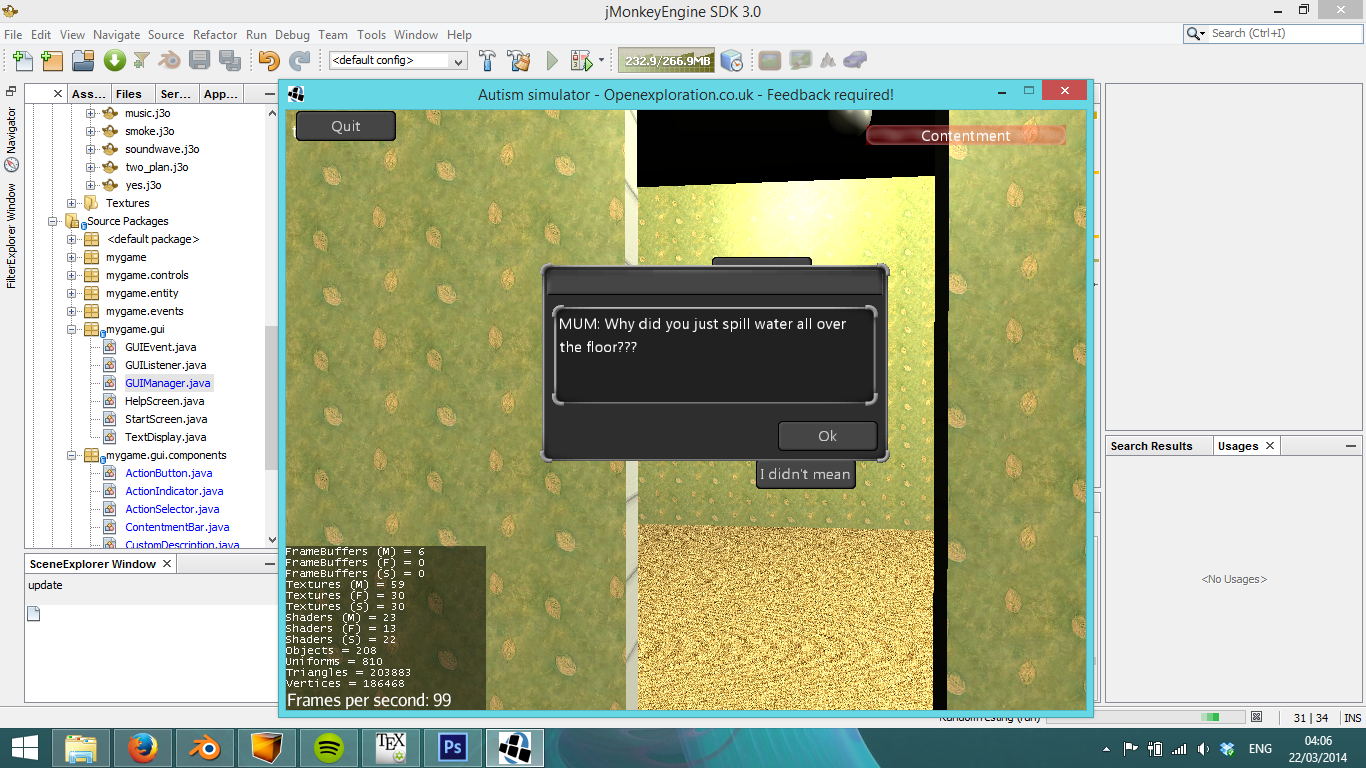 jMonkeyEngine SDK 3.0
File Edit View Navigate Source Refactor Run Debug Team Tools Window Help
Search (Ctrl+I)
<default config>
232.9/266.9MB
Ass... Files Ser... App...
Navigator
FilterExplorer Window
music.j3o
smoke.j3o
soundwave.j3o
two_plan.j3o
yes.j3o
Textures
Source Packages
<default package>
mygame
mygame.controls
mygame.entity
mygame.events
mygame.gui
GUIEvent.java
GUIListener.java
GUIManager.java
HelpScreen.java
StartScreen.java
TextDisplay.java
mygame.gui.components
ActionButton.java
ActionIndicator.java
ActionSelector.java
ContentmentBar.java
CustomDescription.java
SceneExplorer Window
update
Autism simulator - Openexploration.co.uk - Feedback required!
Quit
Contentment
MUM: Why did you just spill water all over
the floor???
Ok
I didn't mean
FrameBuffers (M) = 6
FrameBuffers (F) = 0
FrameBuffers (S) = 0
Textures (M) = 59
Textures (F) = 30
Textures (S) = 30
Shaders (M) = 23
Shaders (F) = 13
Shaders (S) = 22
Objects = 208
Uniforms = 810
Triangles = 203883
Vertices = 186468
Frames per second: 99
Search Results Usages
<No Usages>
RandomTesting (run)
31 | 34 INS
TEX
Ps
ENG
04:06
22/03/2014